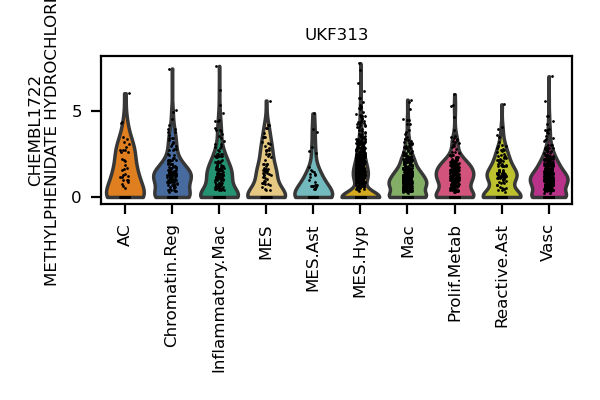 UKF313
CHEMBL1722
METHYLPHENIDATE HYDROCHLORI
5
0
AC
Chromatin.Reg
Inflammatory.Mac
MES
MES.Ast
MES.Hyp
Mac
Prolif.Metab
Reactive.Ast
Vasc